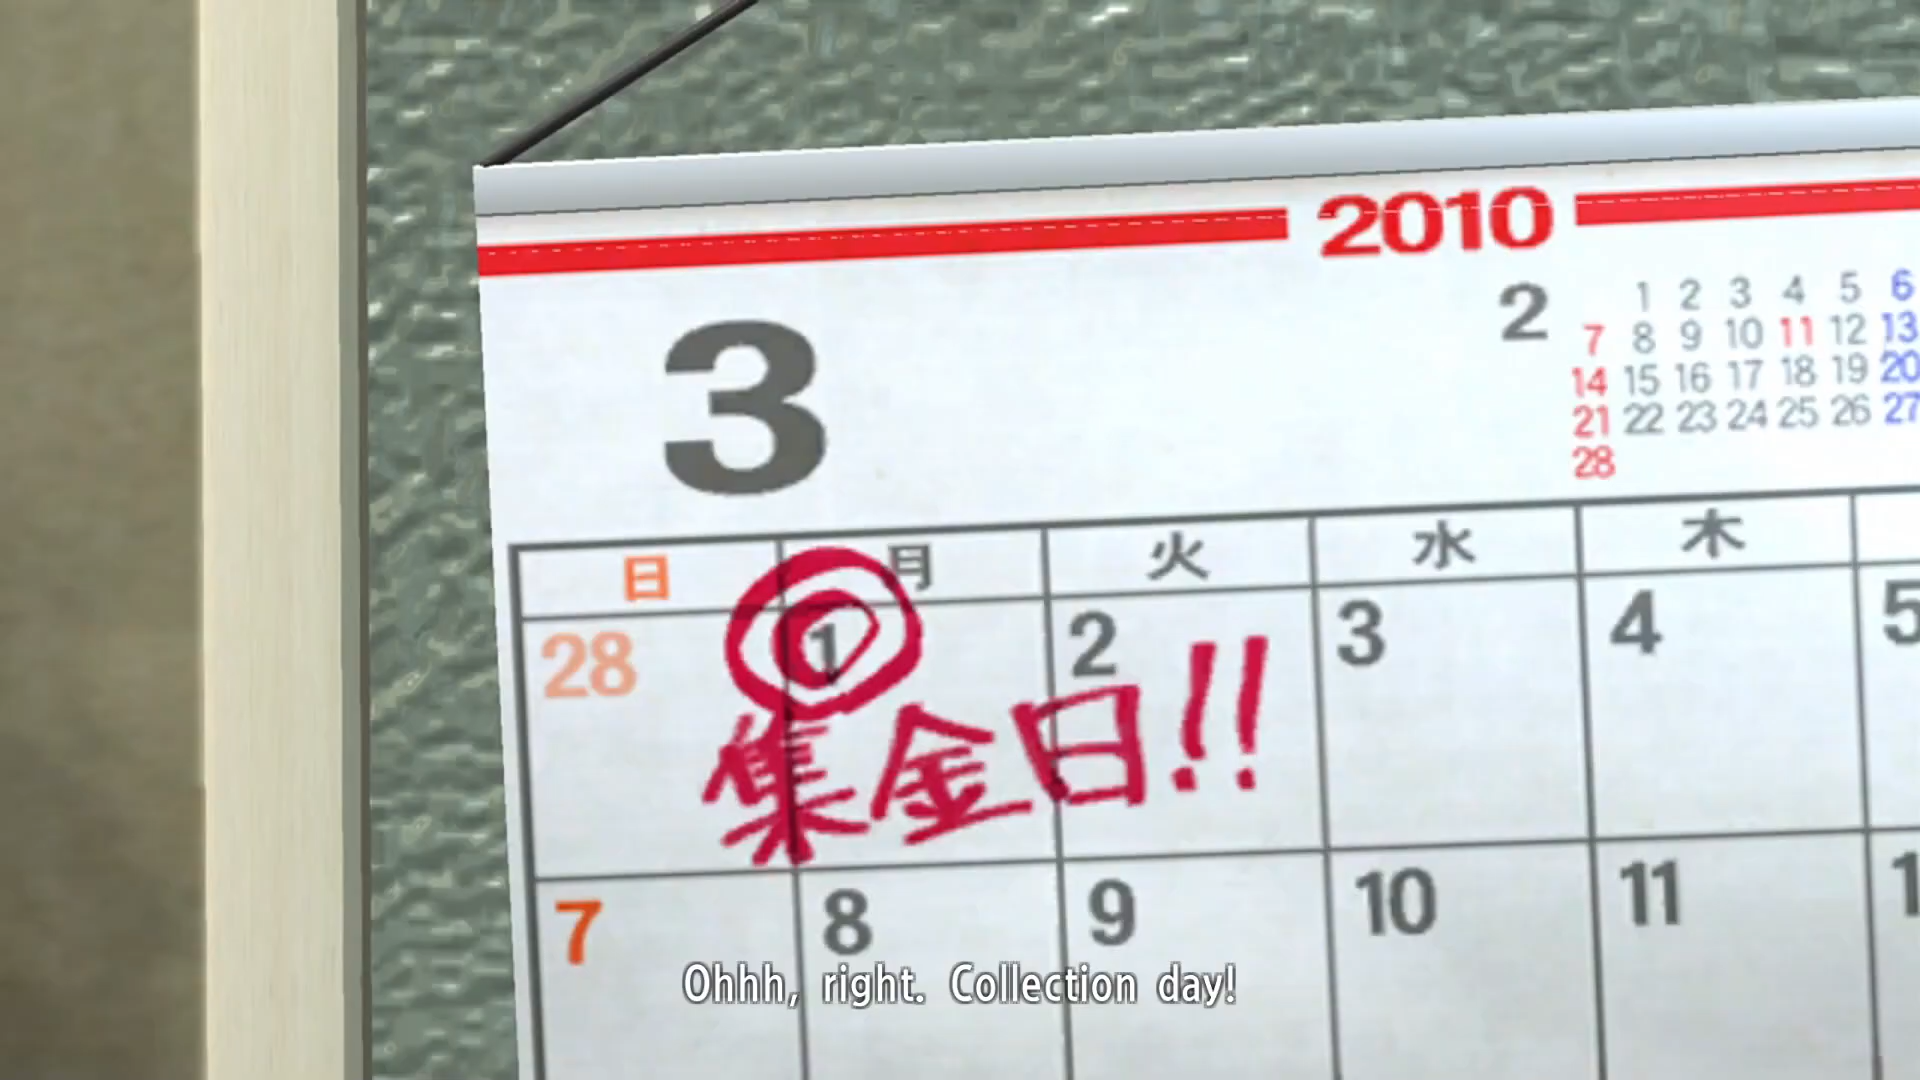 2010
3
2
1 2 3 4 5 6
7 8 9 10 11 12 13
14 15 16 17 18 19 20
21 22 23 24 25 26 27
28
日 月 火 水 木
28 1 2 3 4 5
集金日!!
7 8 9 10 11
Ohhh, right. Collection day!